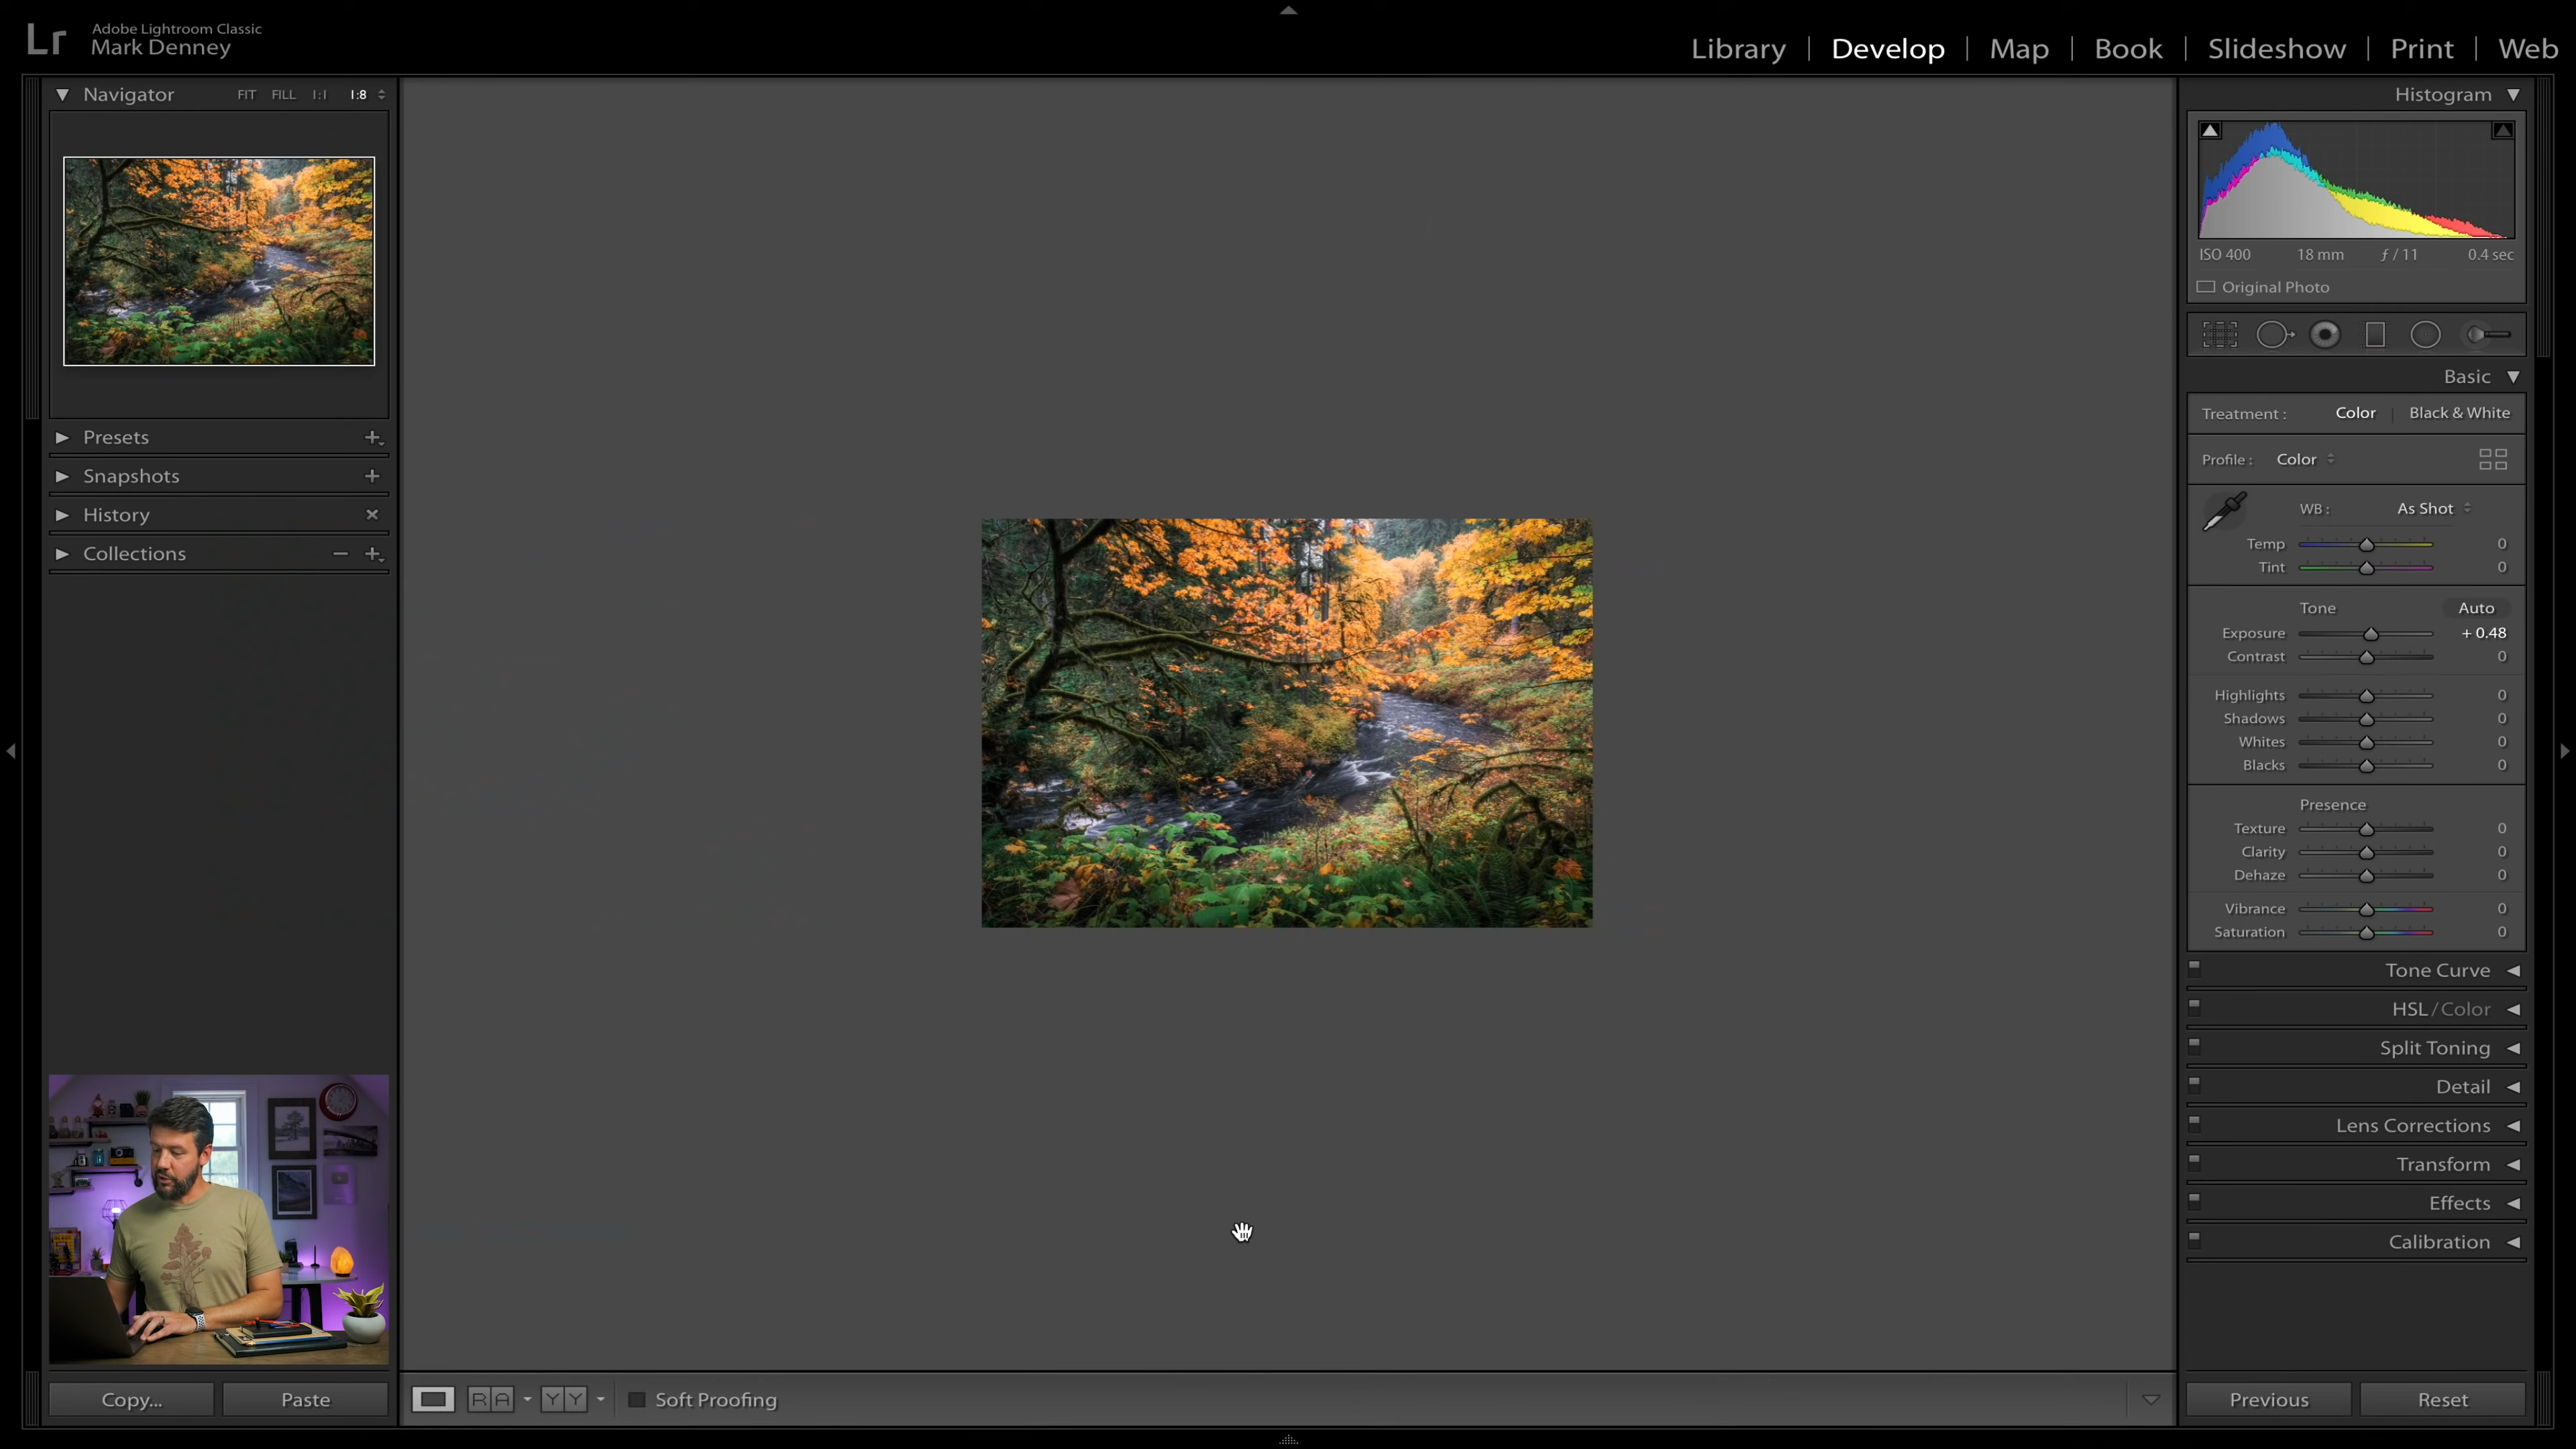 Lr
Adobe Lightroom Classic
Mark Denney
Library | Develop | Map | Book | Slideshow | Print | Web
Navigator FIT FILL 1:1 1:8
Presets
Snapshots
History
Collections
Copy... Paste
R A Y Y Soft Proofing
Histogram
ISO 400 18 mm ƒ / 11 0.4 sec
Original Photo
Basic
Treatment : Color Black & White
Profile : Color
WB : As Shot
Temp 0
Tint 0
Tone Auto
Exposure + 0.48
Contrast 0
Highlights 0
Shadows 0
Whites 0
Blacks 0
Presence
Texture 0
Clarity 0
Dehaze 0
Vibrance 0
Saturation 0
Tone Curve
HSL / Color
Split Toning
Detail
Lens Corrections
Transform
Effects
Calibration
Previous Reset